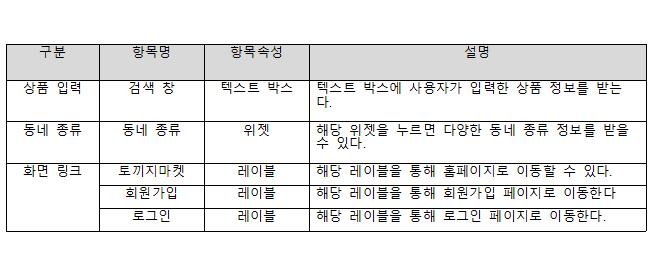 구분 항목명 항목속성 설명
상품 입력 검색 창 텍스트 박스 텍스트 박스에 사용자가 입력한 상품 정보를 받는
다.
동네 종류 동네 종류 위젯 해당 위젯을 누르면 다양한 동네 종류 정보를 받을
수 있다.
화면 링크 토끼지마켓 레이블 해당 레이블을 통해 홈페이지로 이동할 수 있다.
회원가입 레이블 해당 레이블을 통해 회원가입 페이지로 이동한다
로그인 레이블 해당 레이블을 통해 로그인 페이지로 이동한다.